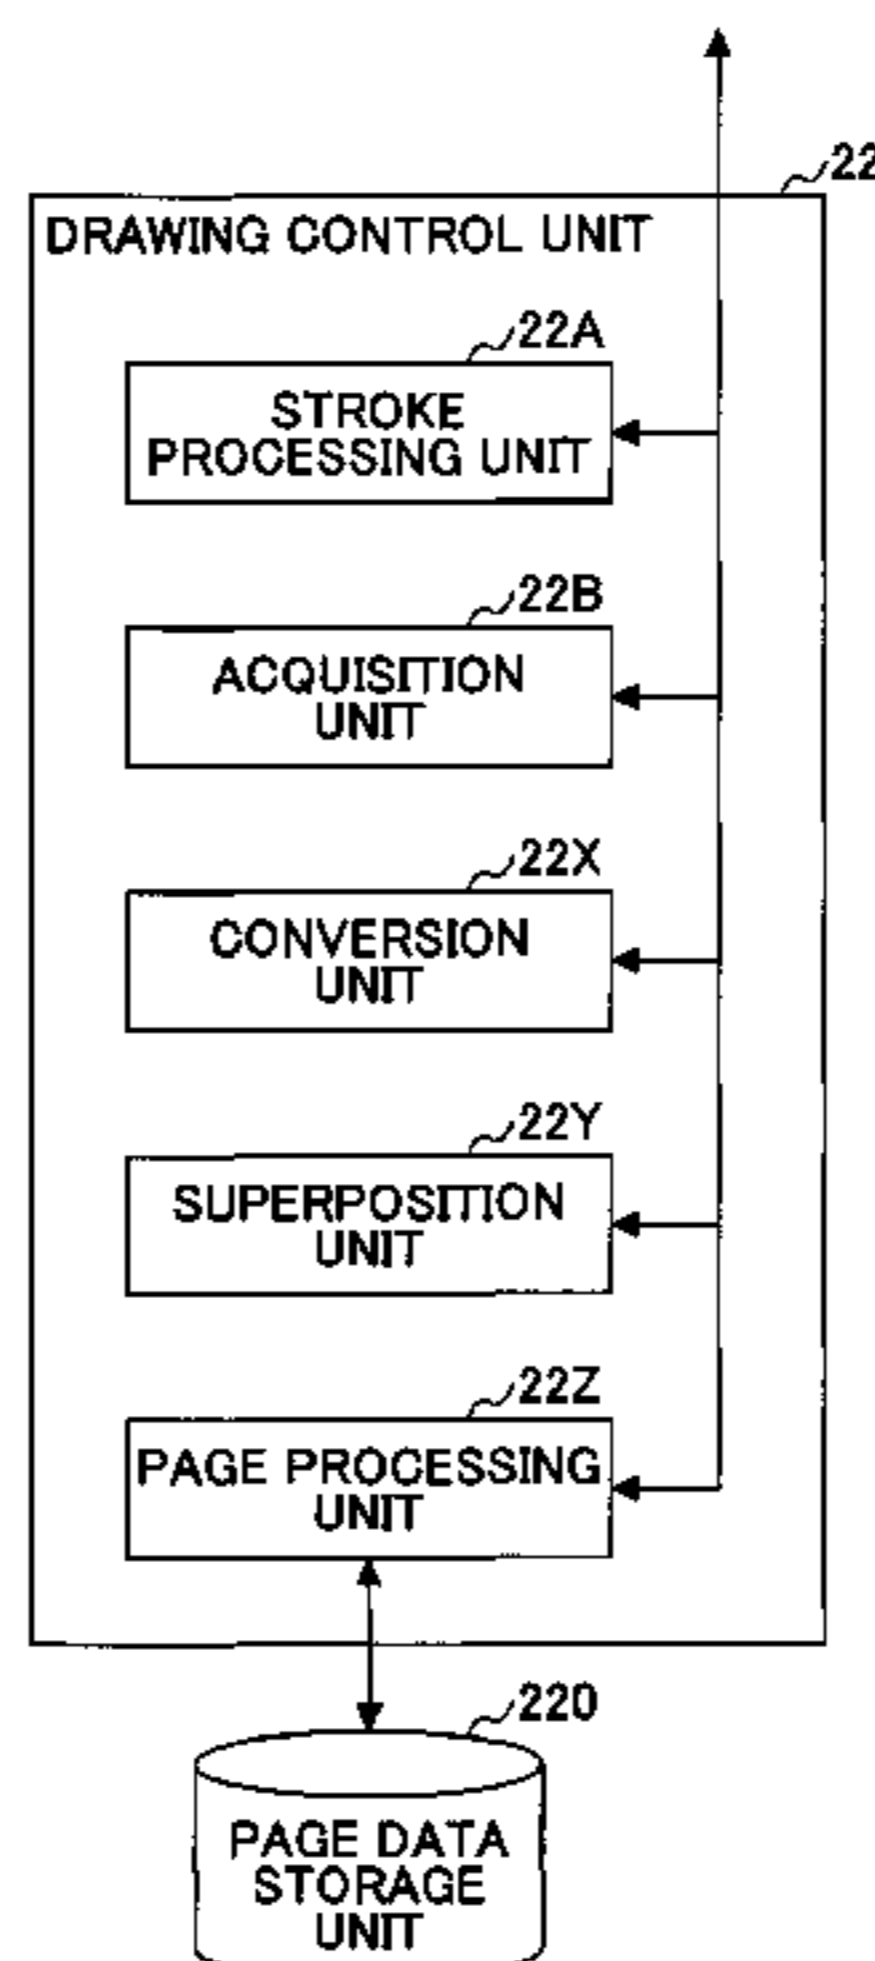 22
DRAWING CONTROL UNIT
22A
STROKE
PROCESSING UNIT
22B
ACQUISITION
UNIT
22X
CONVERSION
UNIT
22Y
SUPERPOSITION
UNIT
22Z
PAGE PROCESSING
UNIT
220
PAGE DATA
STORAGE
UNIT